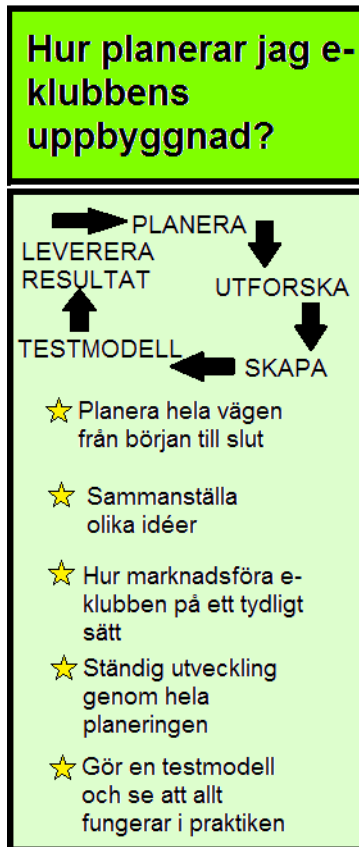 Hur planerar jag e-
klubbens
uppbyggnad?
PLANERA
UTFORSKA
SKAPA
TESTMODELL
LEVERERA
RESULTAT
Planera hela vägen
från början till slut
Sammanställa
olika idéer
Hur marknadsföra e-
klubben på ett tydligt
sätt
Ständig utveckling
genom hela
planeringen
Gör en testmodell
och se att allt
fungerar i praktiken